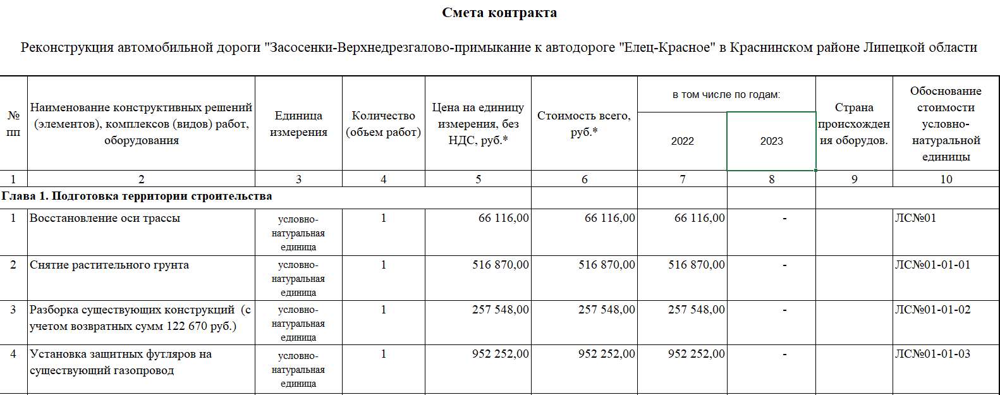 Смета контракта
Реконструкция автомобильной дороги "Засосенки-Верхнедрезгалово-примыкание к автодороге "Елец-Красное" в Краснинском районе Липецкой области
№ пп
Наименование конструктивных решений (элементов), комплексов (видов) работ, оборудования
Единица измерения
Количество (объем работ)
Цена на единицу измерения, без НДС, руб.*
Стоимость всего, руб.*
в том числе по годам:
2022
2023
Страна происхожден ия оборудов.
Обоснование стоимости условно-натуральной единицы
1 2 3 4 5 6 7 8 9 10
Глава 1. Подготовка территории строительства
1 Восстановление оси трассы условно-натуральная единица 1 66 116,00 66 116,00 66 116,00 - ЛС№01
2 Снятие растительного грунта условно-натуральная единица 1 516 870,00 516 870,00 516 870,00 - ЛС№01-01-01
3 Разборка существующих конструкций (с учетом возвратных сумм 122 670 руб.) условно-натуральная единица 1 257 548,00 257 548,00 257 548,00 - ЛС№01-01-02
4 Установка защитных футляров на существующий газопровод условно-натуральная единица 1 952 252,00 952 252,00 952 252,00 - ЛС№01-01-03